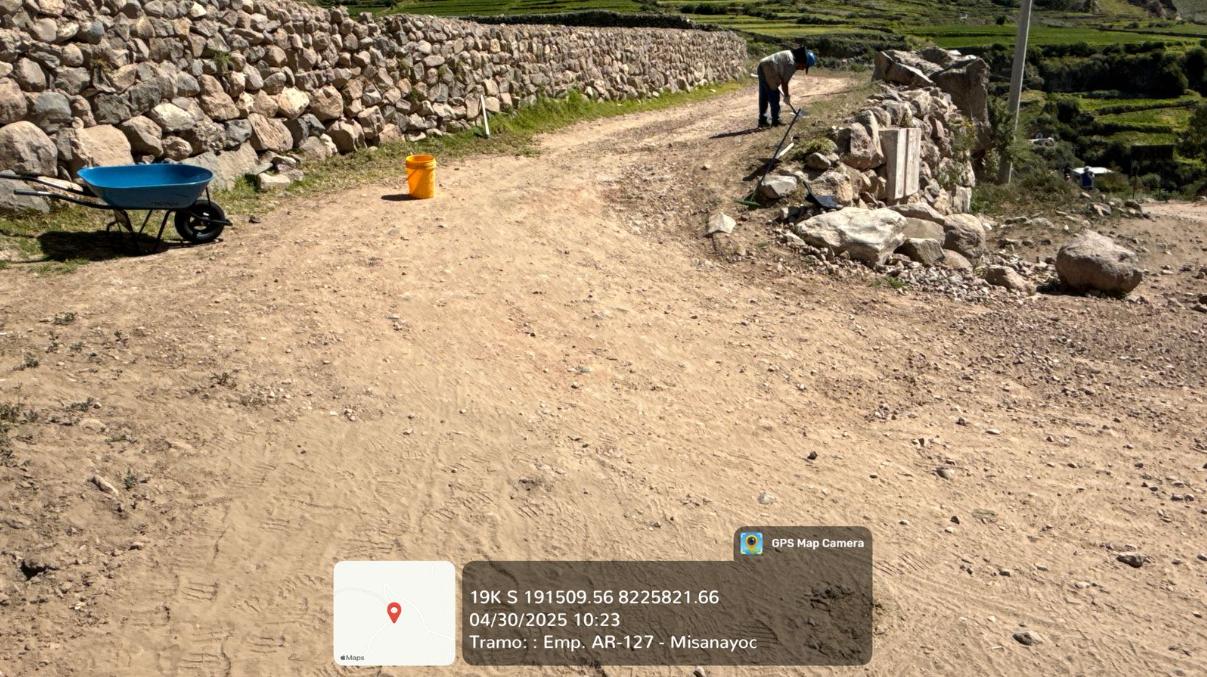 GPS Map Camera
19K S 191509.56 8225821.66
04/30/2025 10:23
Tramo: : Emp. AR-127 - Misanayoc
Maps